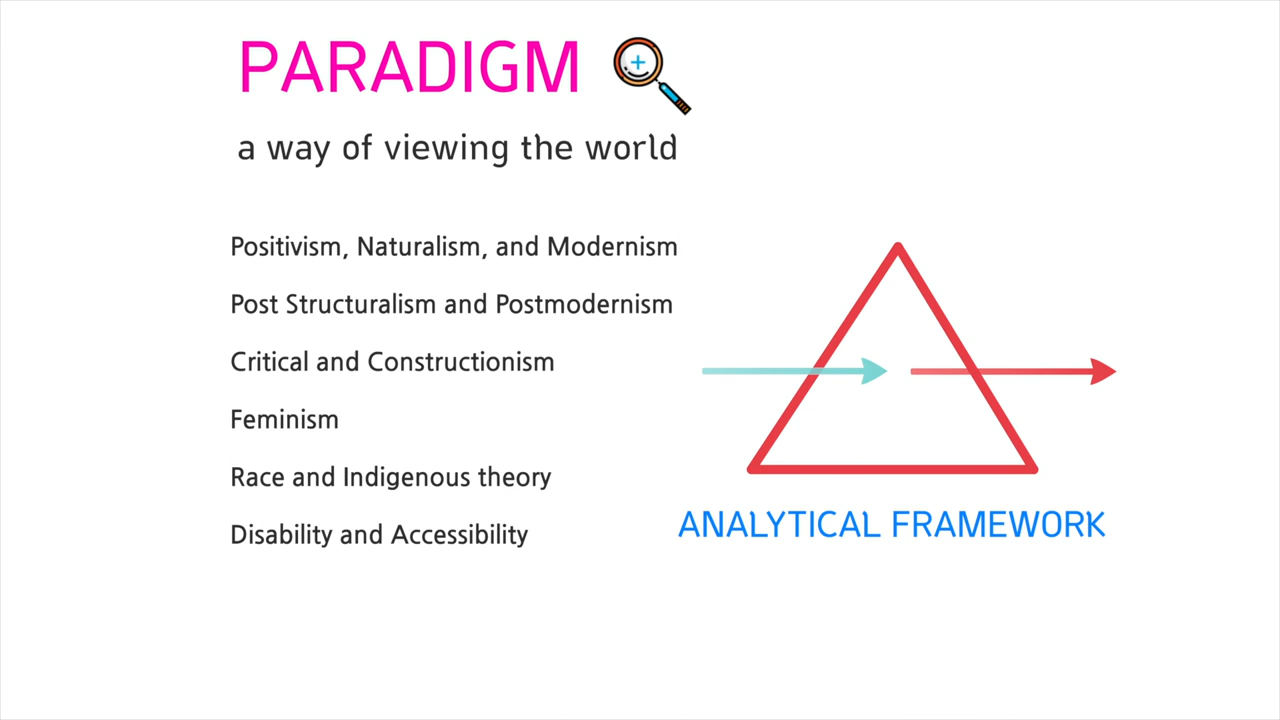 PARADIGM
a way of viewing the world
Positivism, Naturalism, and Modernism
Post Structuralism and Postmodernism
Critical and Constructionism
Feminism
Race and Indigenous theory
Disability and Accessibility
ANALYTICAL FRAMEWORK